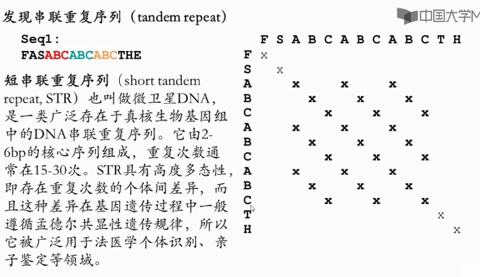 发现串联重复序列（tandem repeat）
中国大学M
Seq1:
FASABCABCABCTHE
短串联重复序列（short tandem
repeat, STR）也叫做微卫星DNA，
是一类广泛存在于真核生物基因组
中的DNA串联重复序列。它由2-
6bp的核心序列组成，重复次数通
常在15-30次。STR具有高度多态性，
即存在重复次数的个体间差异，而
且这种差异在基因遗传过程中一般
遵循孟德尔共显性遗传规律，所以
它被广泛用于法医学个体识别、亲
子鉴定等领域。
F S A B C A B C A B C T H
F x
S x
A x x x
B x x x
C x x x
A x x x
B x x x
C x x x
A x x x
B x x x
C x x x
T x
H x